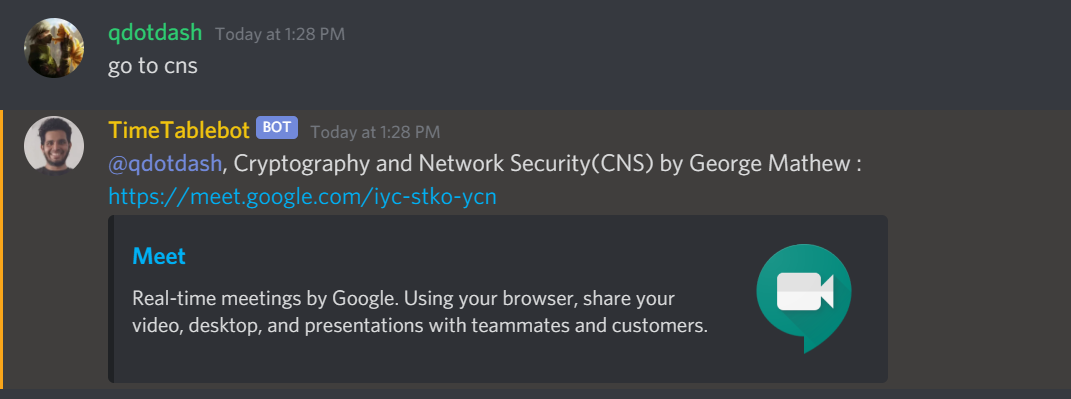 qdotdash Today at 1:28 PM
go to cns
TimeTablebot BOT Today at 1:28 PM
@qdotdash, Cryptography and Network Security(CNS) by George Mathew :
https://meet.google.com/iyc-stko-ycn
Meet
Real-time meetings by Google. Using your browser, share your
video, desktop, and presentations with teammates and customers.